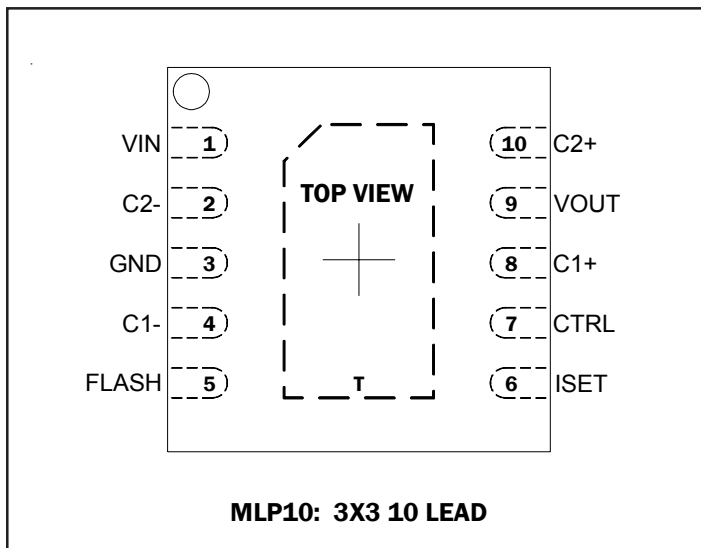 VIN 1
C2- 2
GND 3
C1- 4
FLASH 5
TOP VIEW
T
10 C2+
9 VOUT
8 C1+
7 CTRL
6 ISET
MLP10: 3X3 10 LEAD